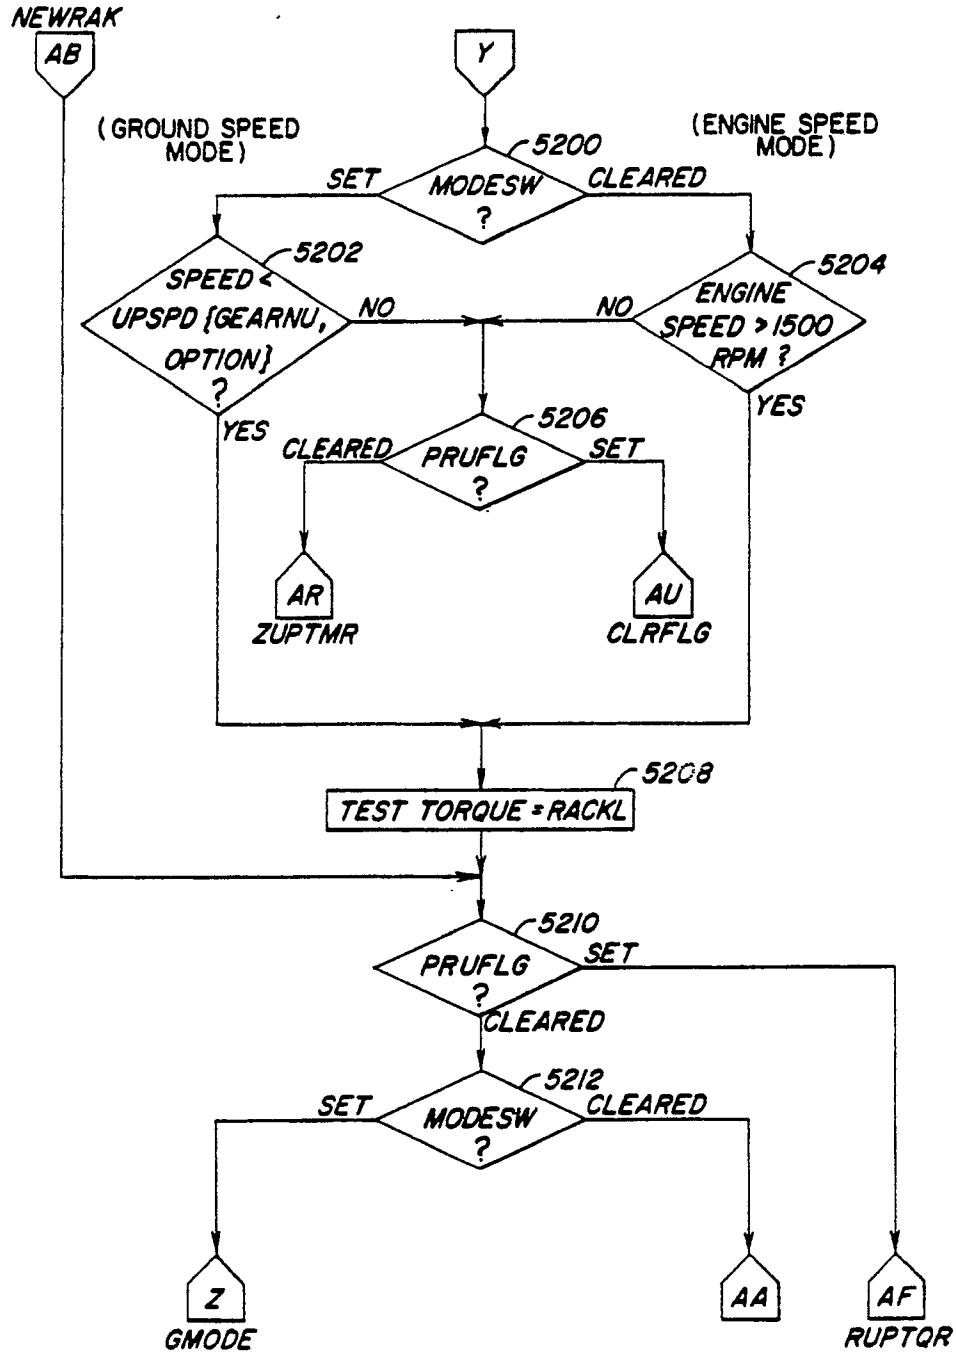 NEWRAK
AB
Y
(GROUND SPEED
MODE)
(ENGINE SPEED
MODE)
5200
SET
MODESW
?
CLEARED
5202
SPEED <
UPSPD {GEARNU,
OPTION}
?
NO
YES
5204
ENGINE
SPEED > 1500
RPM ?
NO
YES
5206
CLEARED
PRUFLG
?
SET
AR
ZUPTMR
AU
CLRFLG
5208
TEST TORQUE = RACKL
5210
PRUFLG
?
SET
CLEARED
5212
SET
MODESW
?
CLEARED
Z
GMODE
AA
AF
RUPTQR